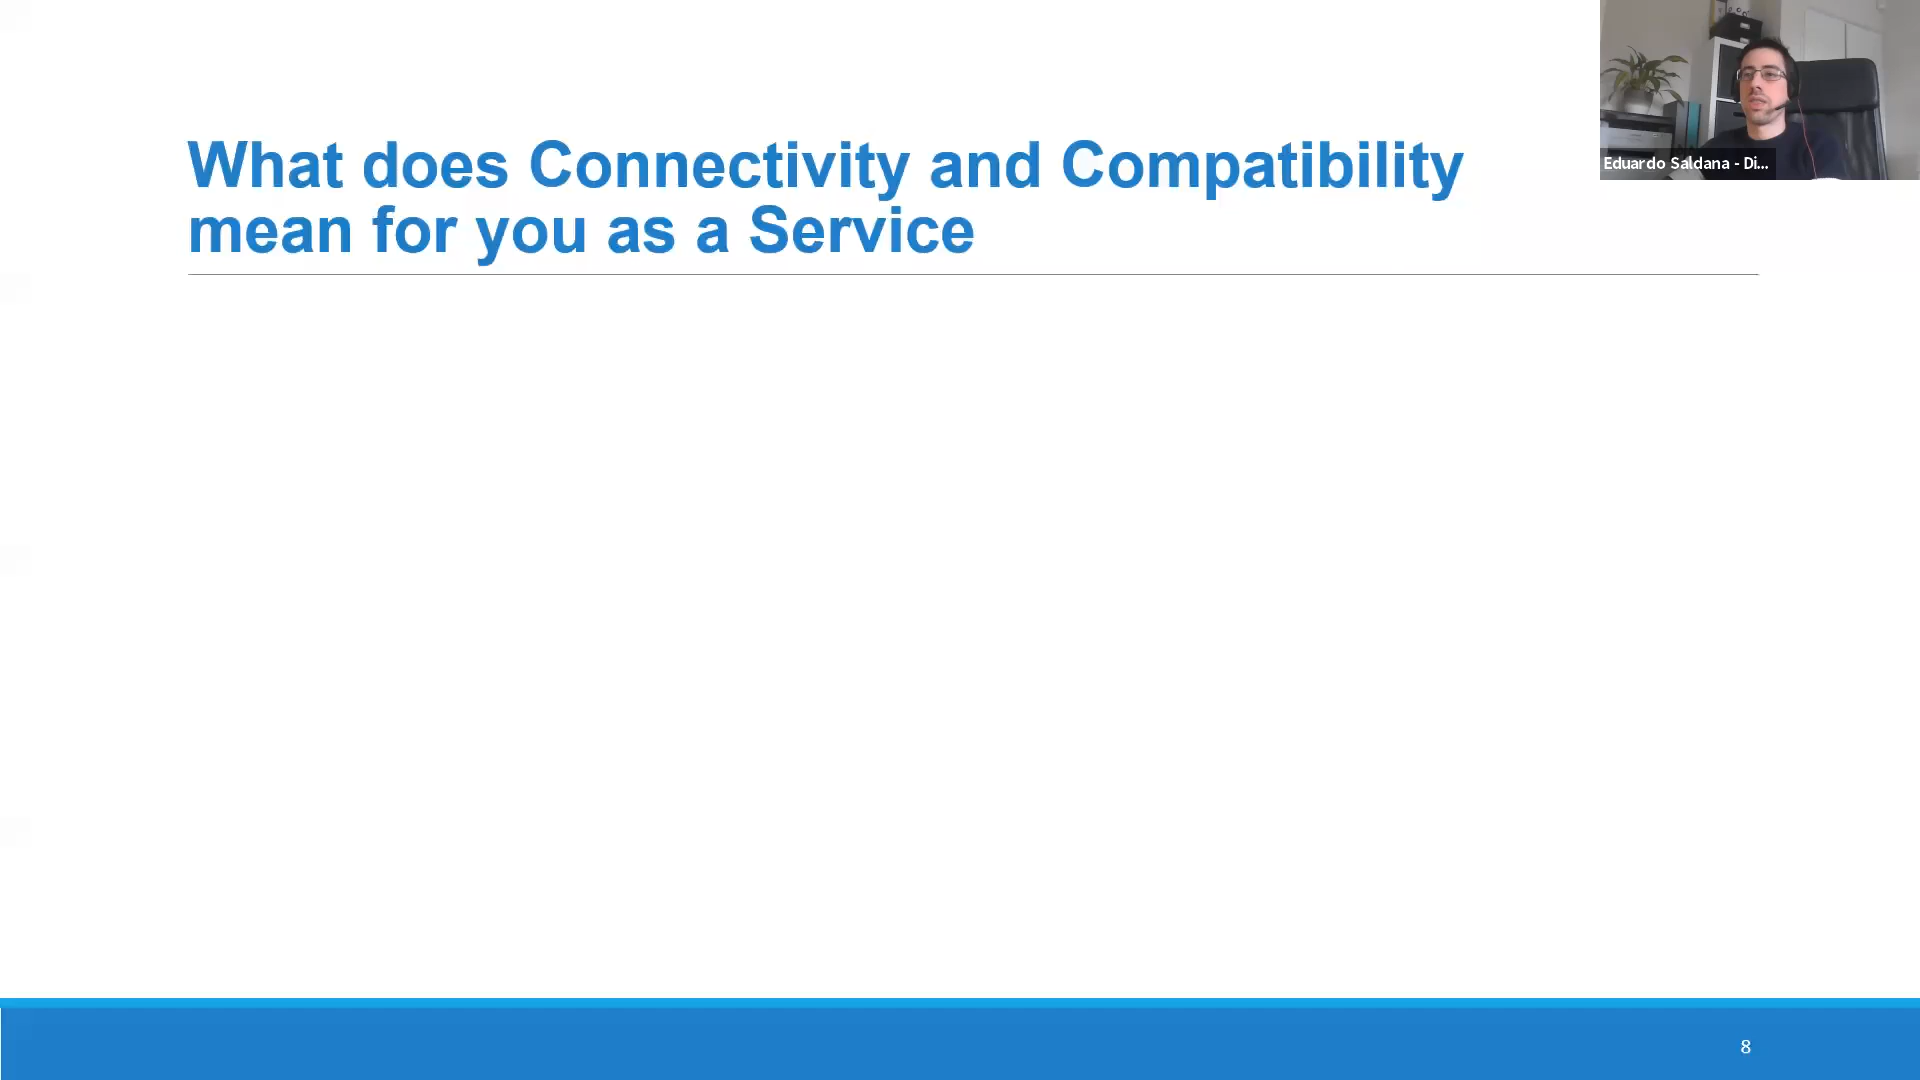 What does Connectivity and Compatibility
mean for you as a Service
Eduardo Saldana - Di...
8